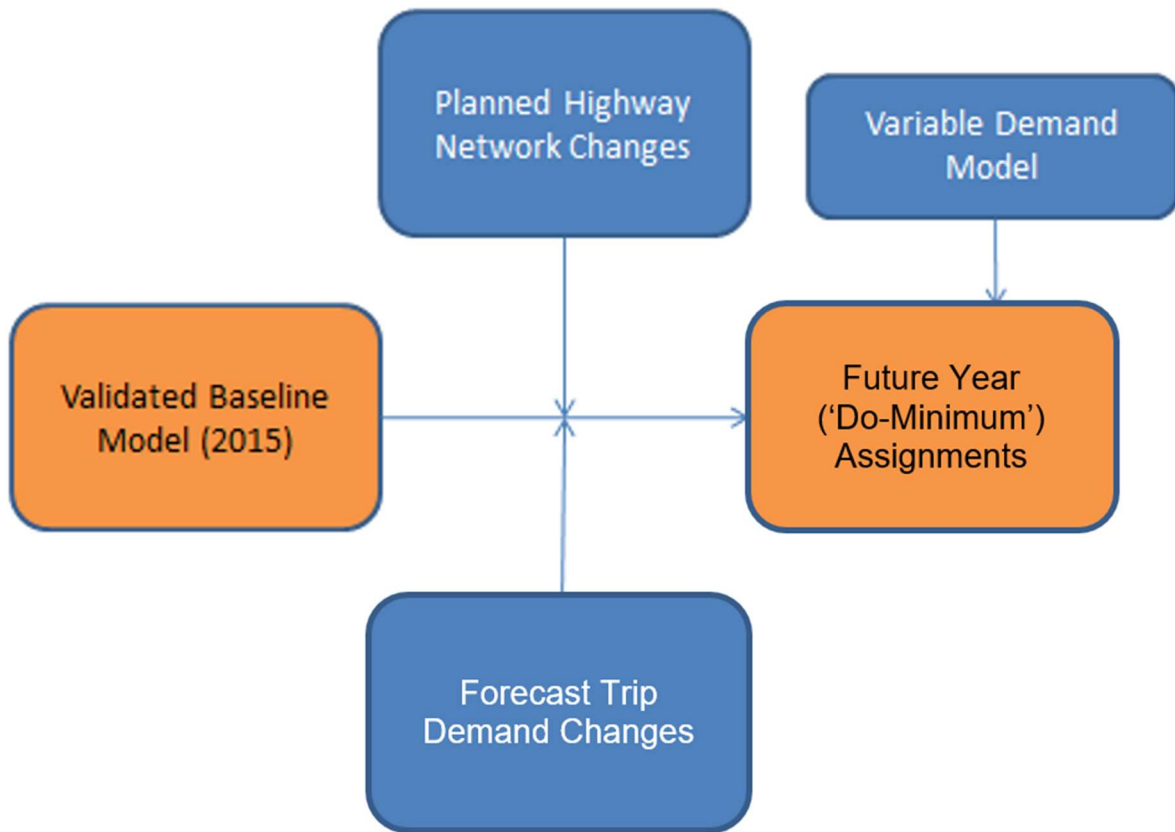 Planned Highway
Network Changes
Variable Demand
Model
Validated Baseline
Model (2015)
Future Year
(‘Do-Minimum’)
Assignments
Forecast Trip
Demand Changes